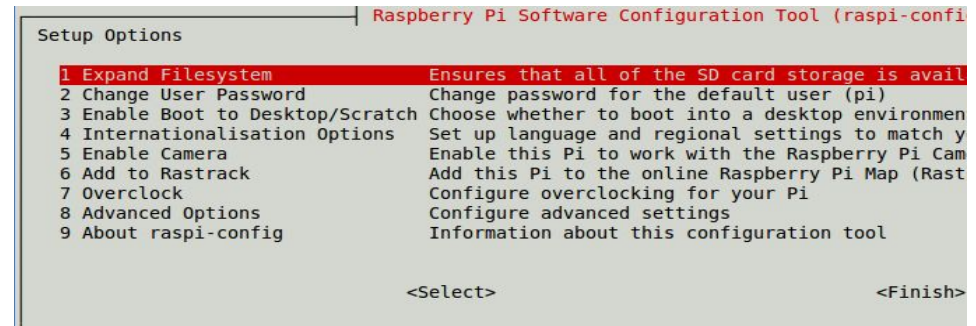 Raspberry Pi Software Configuration Tool (raspi-confi
Setup Options
1 Expand Filesystem Ensures that all of the SD card storage is avail
2 Change User Password Change password for the default user (pi)
3 Enable Boot to Desktop/Scratch Choose whether to boot into a desktop environmen
4 Internationalisation Options Set up language and regional settings to match y
5 Enable Camera Enable this Pi to work with the Raspberry Pi Cam
6 Add to Rastrack Add this Pi to the online Raspberry Pi Map (Rast
7 Overclock Configure overclocking for your Pi
8 Advanced Options Configure advanced settings
9 About raspi-config Information about this configuration tool
<Select> <Finish>